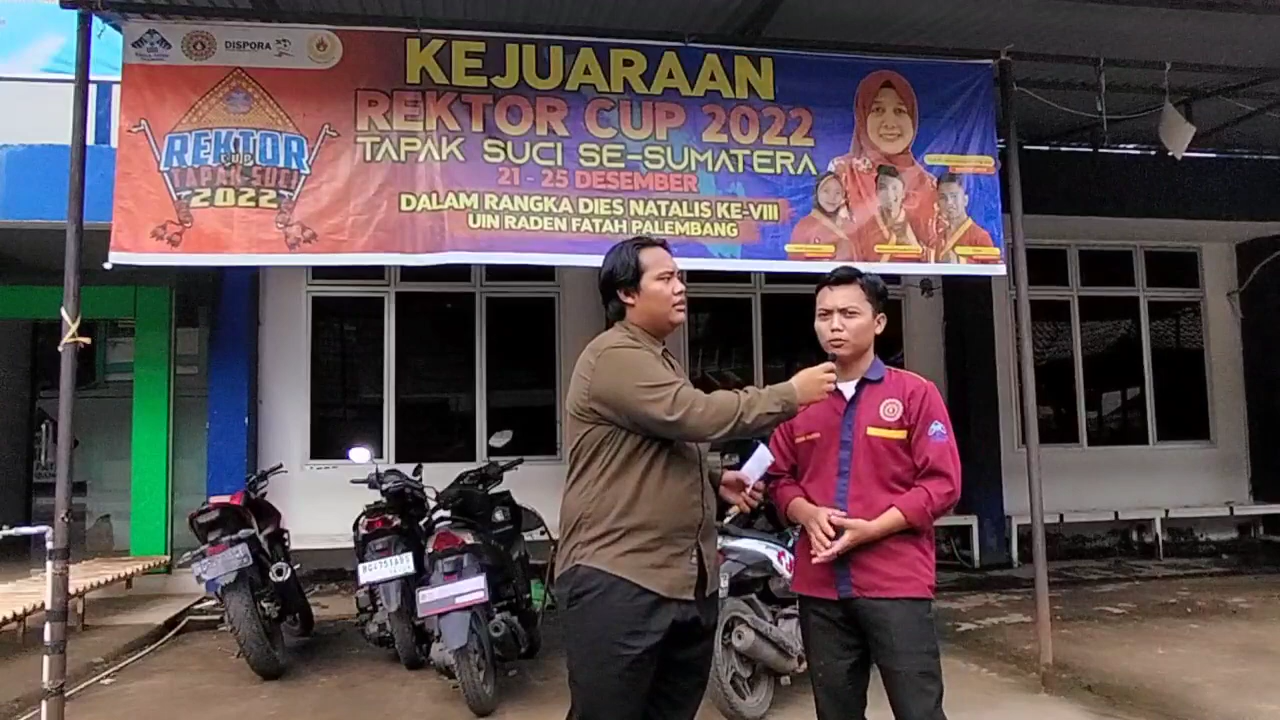 DISPORA
KEJUARAAN
REKTOR CUP 2022
TAPAK SUCI SE-SUMATERA
21 - 25 DESEMBER
DALAM RANGKA DIES NATALIS KE-VIII
UIN RADEN FATAH PALEMBANG
REKTOR
CUP
TAPAK SUCI
2022